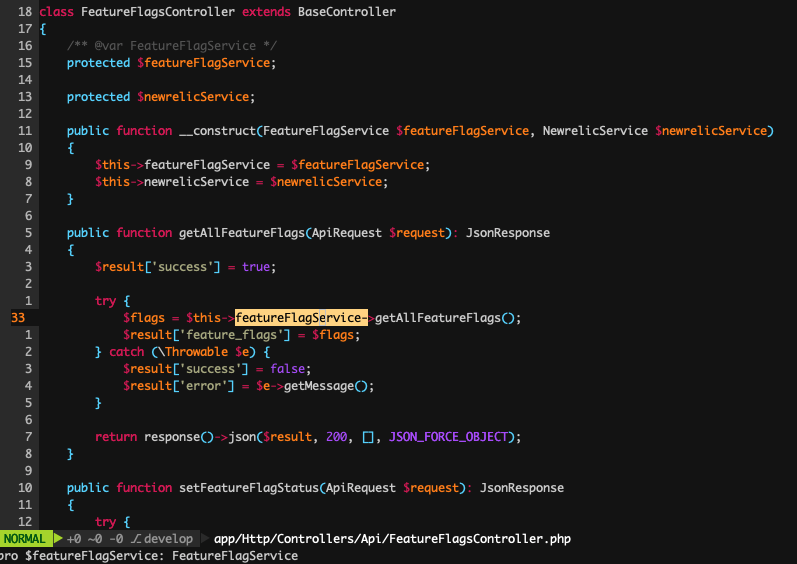 18 class FeatureFlagsController extends BaseController
17 {
16     /** @var FeatureFlagService */
15     protected $featureFlagService;
14
13     protected $newrelicService;
12
11     public function __construct(FeatureFlagService $featureFlagService, NewrelicService $newrelicService)
10     {
9         $this->featureFlagService = $featureFlagService;
8         $this->newrelicService = $newrelicService;
7     }
6
5     public function getAllFeatureFlags(ApiRequest $request): JsonResponse
4     {
3         $result['success'] = true;
2
1         try {
33             $flags = $this->featureFlagService->getAllFeatureFlags();
1             $result['feature_flags'] = $flags;
2         } catch (\Throwable $e) {
3             $result['success'] = false;
4             $result['error'] = $e->getMessage();
5         }
6
7         return response()->json($result, 200, [], JSON_FORCE_OBJECT);
8     }
9
10     public function setFeatureFlagStatus(ApiRequest $request): JsonResponse
11     {
12         try {
NORMAL +0 ~0 -0 develop app/Http/Controllers/Api/FeatureFlagsController.php
pro $featureFlagService: FeatureFlagService